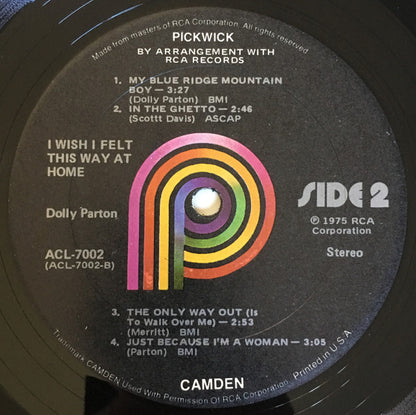 Made from masters of RCA Corporation. All rights reserved
PICKWICK
BY ARRANGEMENT WITH
RCA RECORDS
1. MY BLUE RIDGE MOUNTAIN
BOY — 3:27
(Dolly Parton) BMI
2. IN THE GHETTO — 2:46
(Scottt Davis) ASCAP
I WISH I FELT
THIS WAY AT
HOME
Dolly Parton
SIDE 2
℗ 1975 RCA
Corporation
ACL-7002
(ACL-7002-B)
Stereo
3. THE ONLY WAY OUT (Is
To Walk Over Me) — 2:53
(Merritt) BMI
4. JUST BECAUSE I'M A WOMAN — 3:05
(Parton) BMI
CAMDEN
Trademark CAMDEN Used With Permission Of RCA Corporation
Printed in U.S.A.